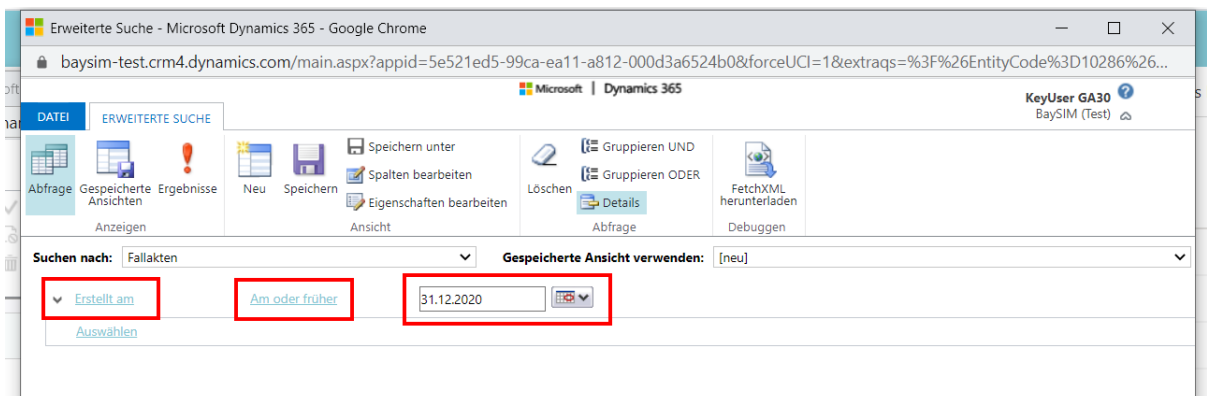 Erweiterte Suche - Microsoft Dynamics 365 - Google Chrome
baysim-test.crm4.dynamics.com/main.aspx?appid=5e521ed5-99ca-ea11-a812-000d3a6524b0&forceUCI=1&extraqs=%3F%26EntityCode%3D10286%26...
Microsoft | Dynamics 365
KeyUser GA30
BaySIM (Test)
DATEI ERWEITERTE SUCHE
Abfrage Gespeicherte Ansichten Ergebnisse
Anzeigen
Neu Speichern
Speichern unter
Spalten bearbeiten
Eigenschaften bearbeiten
Ansicht
Löschen
Gruppieren UND
Gruppieren ODER
Details
Abfrage
FetchXML herunterladen
Debuggen
Suchen nach: Fallakten Gespeicherte Ansicht verwenden: [neu]
Erstellt am Am oder früher 31.12.2020
Auswählen